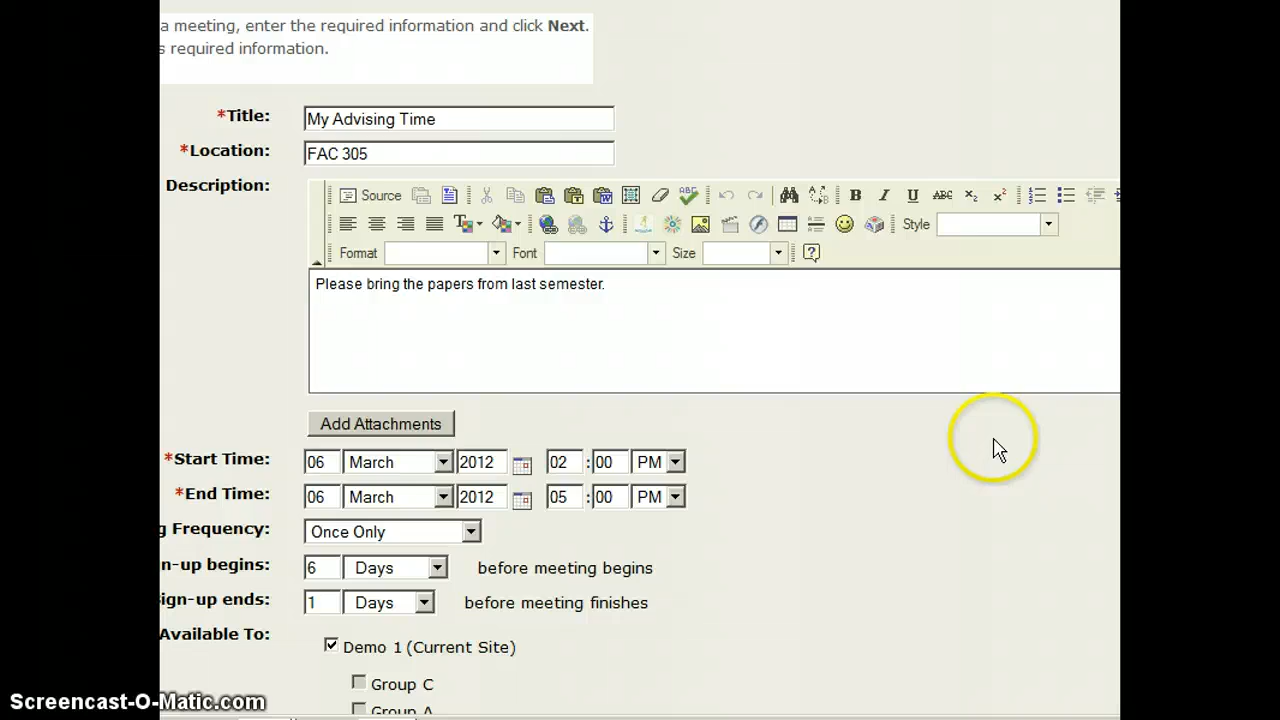 a meeting, enter the required information and click Next.
s required information.
*Title: My Advising Time
*Location: FAC 305
Description:
Source
ABC
ABC
Style
Format Font Size
Please bring the papers from last semester.
Add Attachments
*Start Time: 06 March 2012 02 :00 PM
*End Time: 06 March 2012 05 :00 PM
g Frequency: Once Only
n-up begins: 6 Days before meeting begins
ign-up ends: 1 Days before meeting finishes
Available To:
Demo 1 (Current Site)
Group C
Group A
Screencast-O-Matic.com